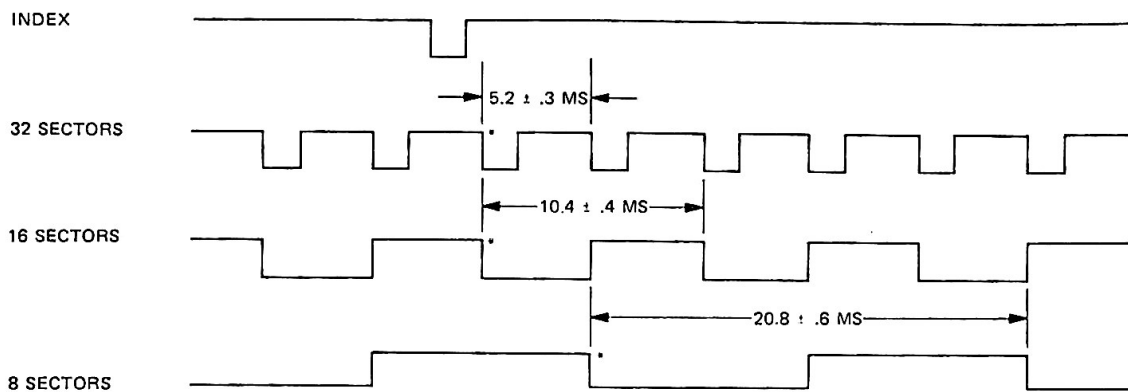 INDEX
5.2 ± .3 MS
32 SECTORS
*
10.4 ± .4 MS
16 SECTORS
*
20.8 ± .6 MS
*
8 SECTORS